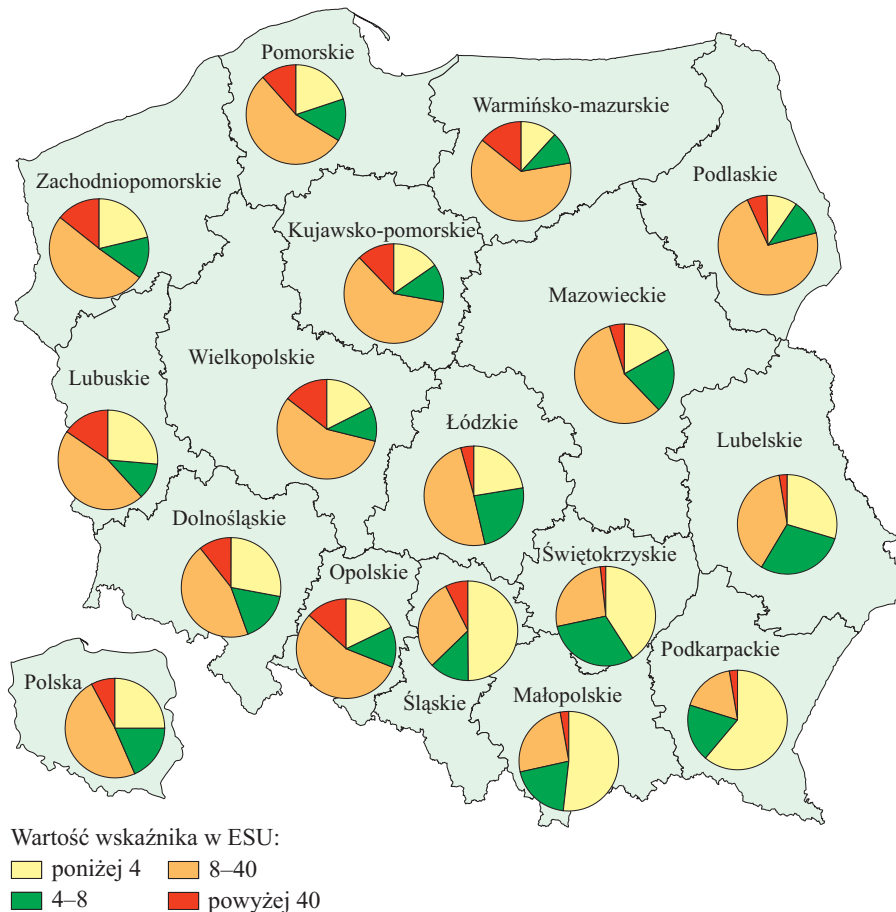 Pomorskie
Warmińsko-mazurskie
Zachodniopomorskie
Podlaskie
Kujawsko-pomorskie
Mazowieckie
Wielkopolskie
Lubuskie
Łódzkie
Lubelskie
Dolnośląskie
Świętokrzyskie
Opolskie
Podkarpackie
Polska
Śląskie
Małopolskie
Wartość wskaźnika w ESU:
poniżej 4
8–40
4–8
powyżej 40